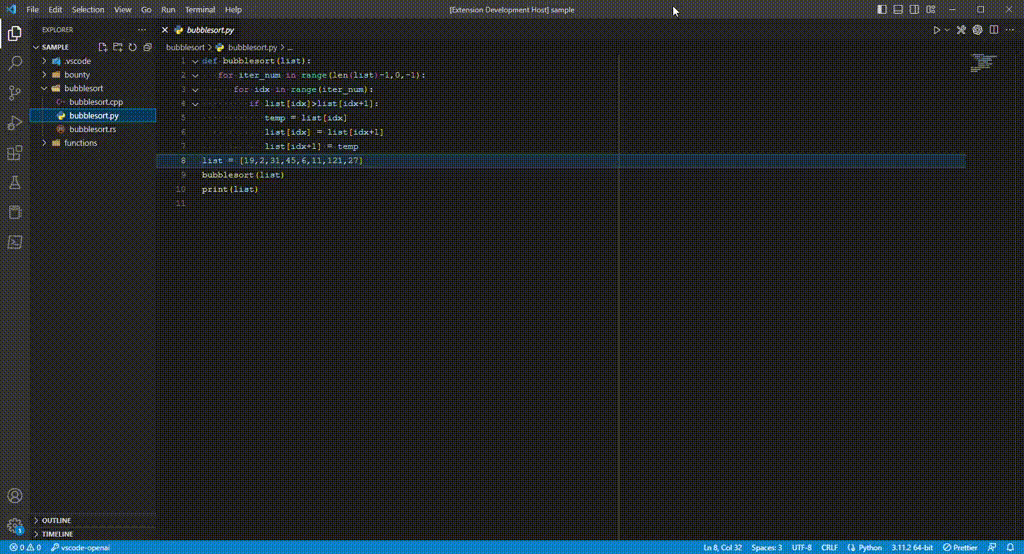 File Edit Selection View Go Run Terminal Help [Extension Development Host] sample
EXPLORER
SAMPLE
.vscode
bounty
bubblesort
bubblesort.cpp
bubblesort.py
bubblesort.rs
functions
OUTLINE
TIMELINE
bubblesort.py
bubblesort > bubblesort.py > ...
1 def bubblesort(list):
2 for iter_num in range(len(list)-1,0,-1):
3 for idx in range(iter_num):
4 if list[idx]>list[idx+1]:
5 temp = list[idx]
6 list[idx] = list[idx+1]
7 list[idx+1] = temp
8 list = [19,2,31,45,6,11,121,27]
9 bubblesort(list)
10 print(list)
11
1
0 0 vscode-openai Ln 8, Col 32 Spaces: 3 UTF-8 CRLF Python 3.11.2 64-bit Prettier